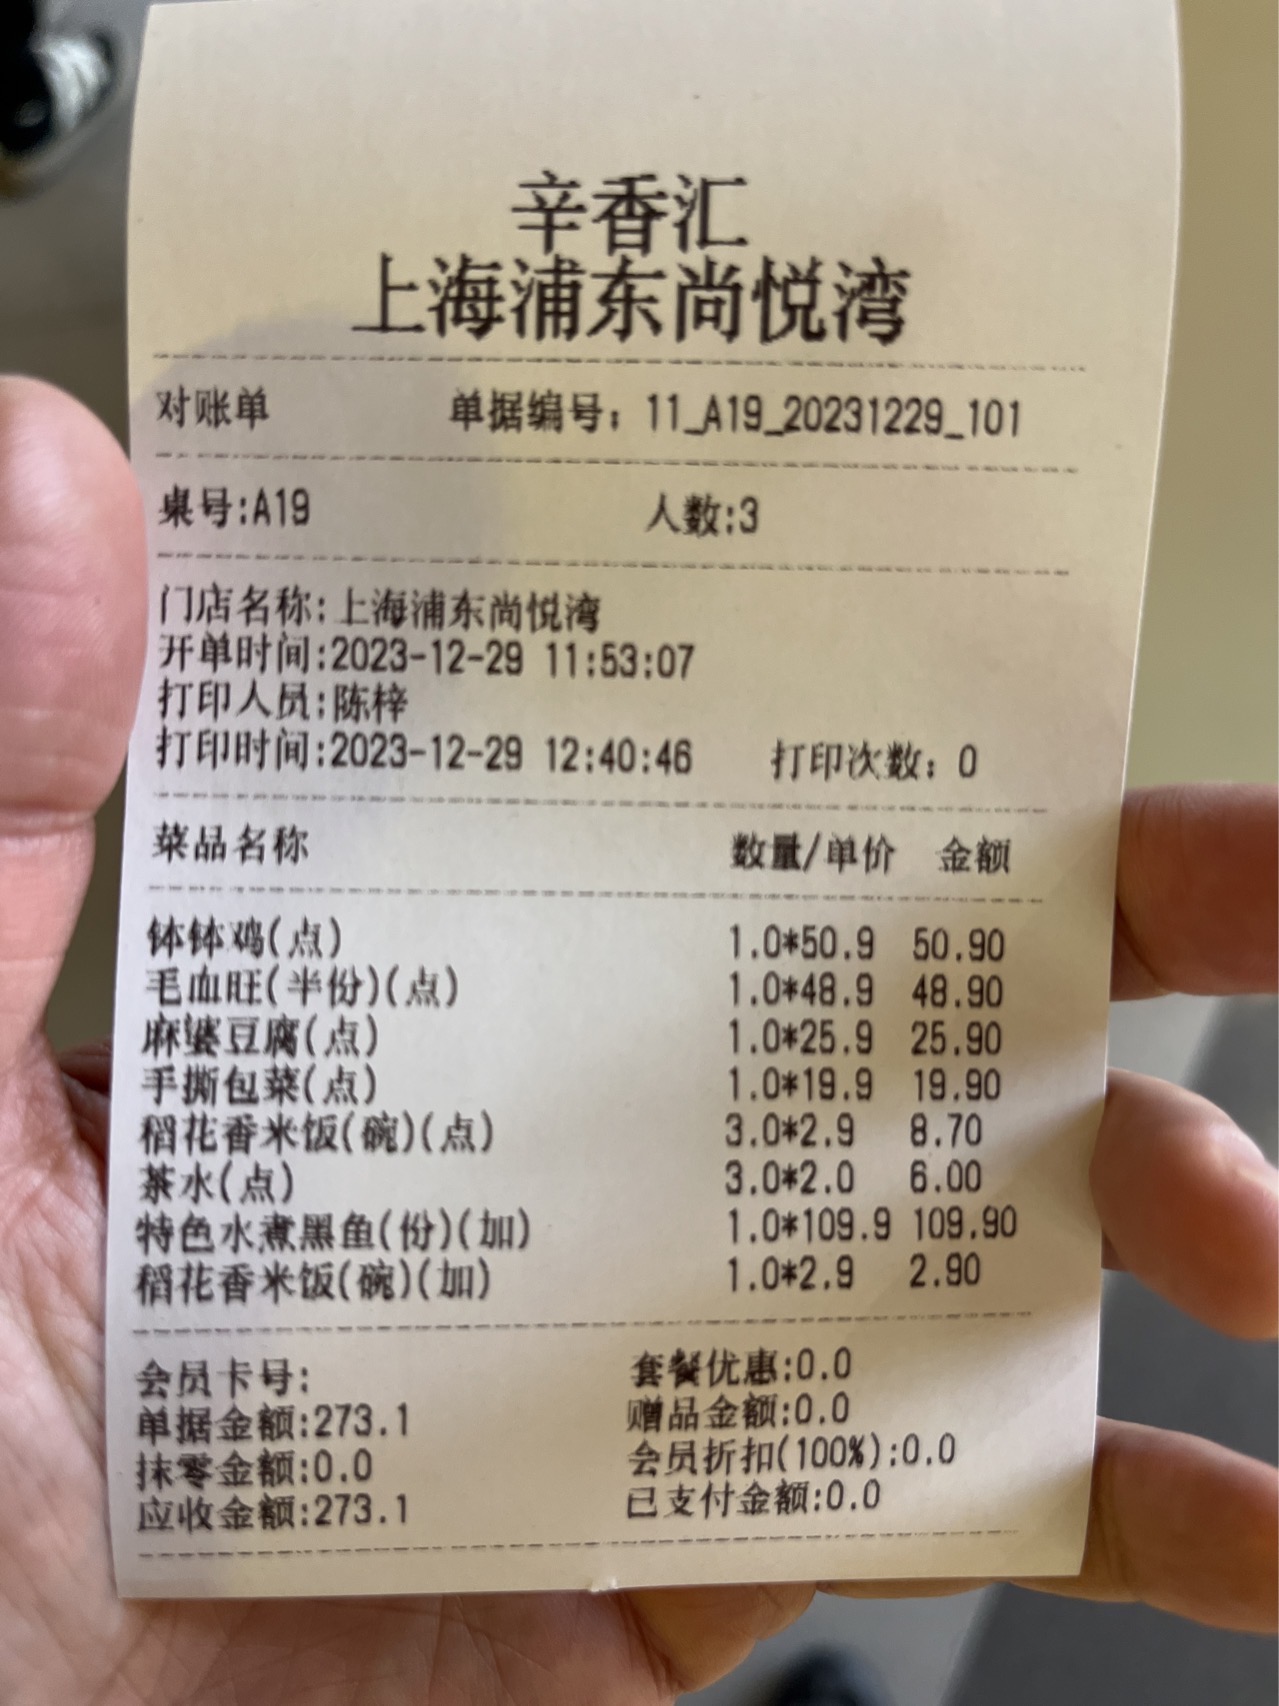 辛香汇
上海浦东尚悦湾
对账单 单据编号：11_A19_20231229_101
桌号:A19 人数:3
门店名称:上海浦东尚悦湾
开单时间:2023-12-29 11:53:07
打印人员:陈梓
打印时间:2023-12-29 12:40:46 打印次数：0
菜品名称 数量/单价 金额
钵钵鸡(点) 1.0*50.9 50.90
毛血旺(半份)(点) 1.0*48.9 48.90
麻婆豆腐(点) 1.0*25.9 25.90
手撕包菜(点) 1.0*19.9 19.90
稻花香米饭(碗)(点) 3.0*2.9 8.70
茶水(点) 3.0*2.0 6.00
特色水煮黑鱼(份)(加) 1.0*109.9 109.90
稻花香米饭(碗)(加) 1.0*2.9 2.90
会员卡号: 套餐优惠:0.0
单据金额:273.1 赠品金额:0.0
抹零金额:0.0 会员折扣(100%):0.0
应收金额:273.1 已支付金额:0.0